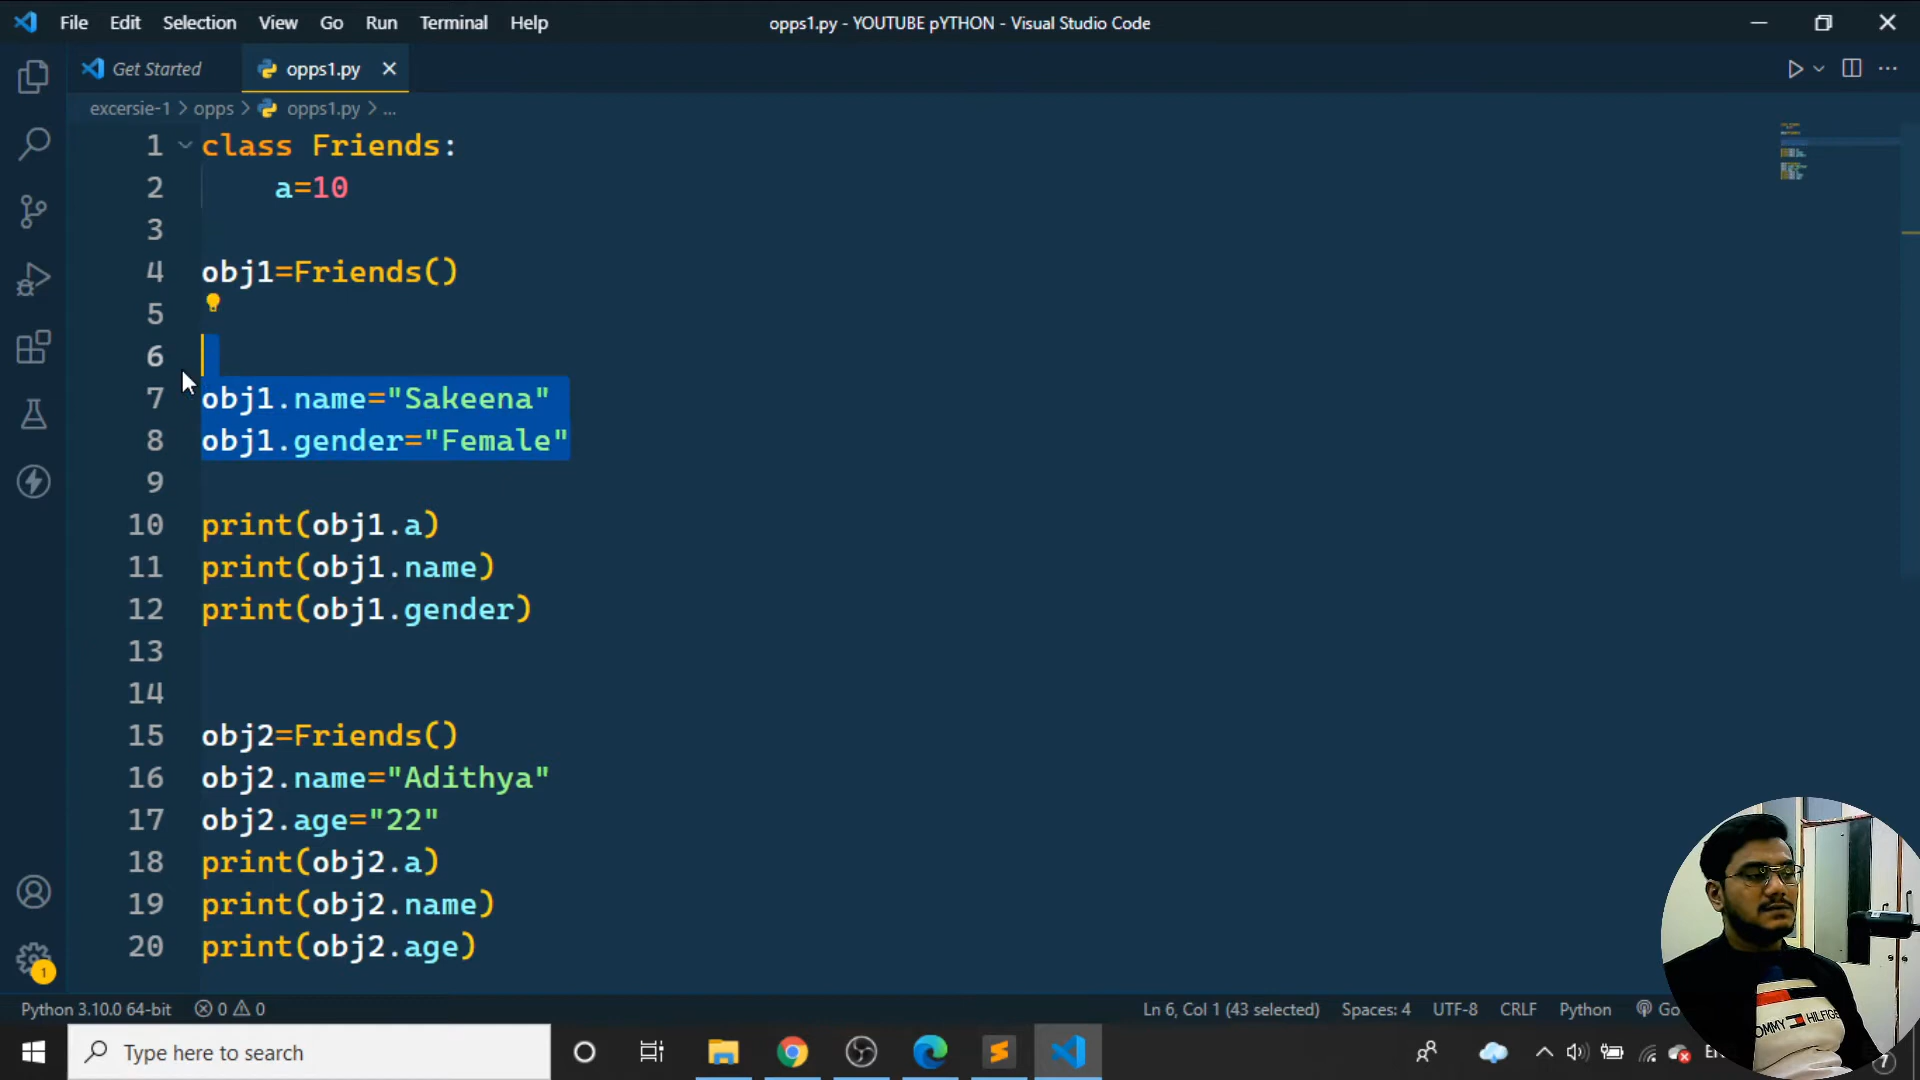 File Edit Selection View Go Run Terminal Help
opps1.py - YOUTUBE pYTHON - Visual Studio Code
Get Started opps1.py
excersie-1 > opps > opps1.py > ...
1 class Friends:
2 a=10
3
4 obj1=Friends()
5
6
7 obj1.name="Sakeena"
8 obj1.gender="Female"
9
10 print(obj1.a)
11 print(obj1.name)
12 print(obj1.gender)
13
14
15 obj2=Friends()
16 obj2.name="Adithya"
17 obj2.age="22"
18 print(obj2.a)
19 print(obj2.name)
20 print(obj2.age)
1
Python 3.10.0 64-bit 0 0 Ln 6, Col 1 (43 selected) Spaces: 4 UTF-8 CRLF Python Go
Type here to search
7
TOMMY HILFIGE